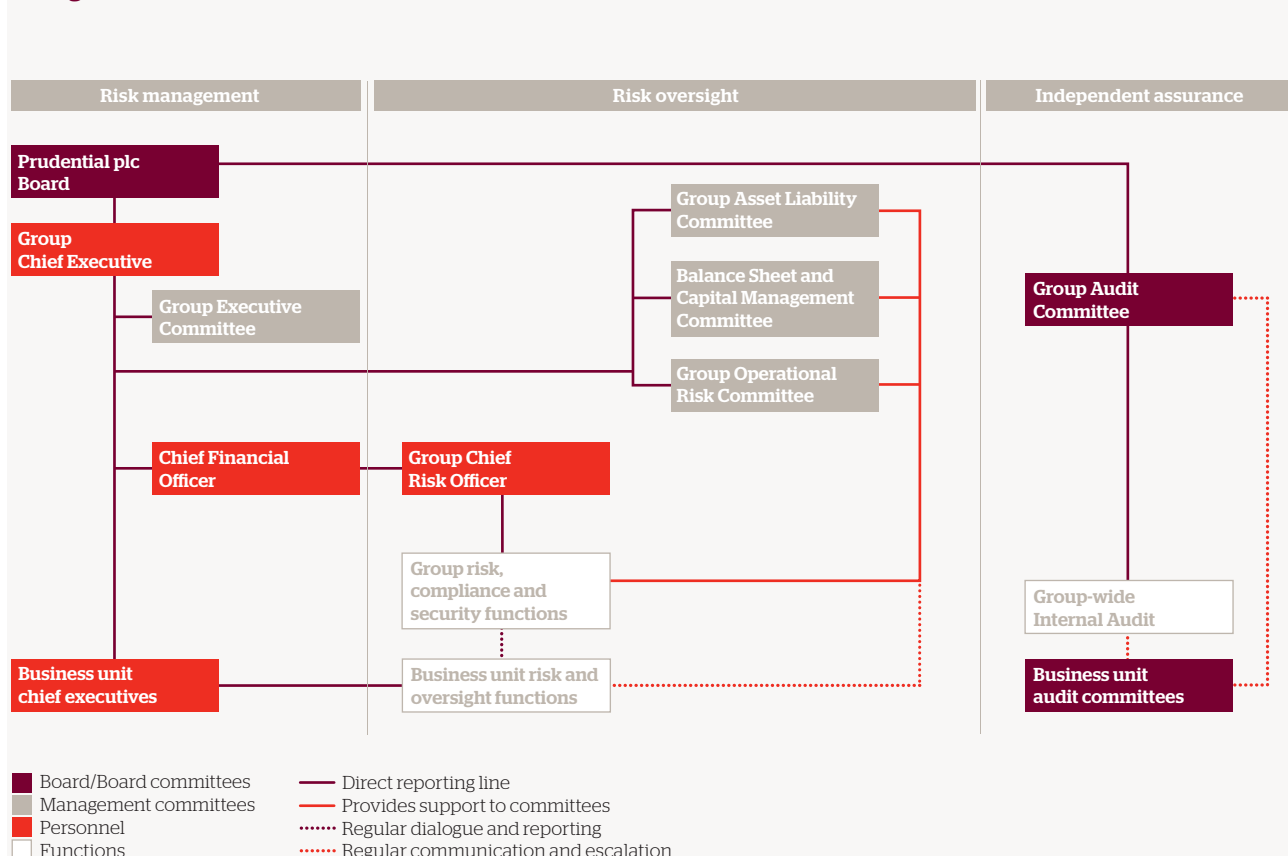 Risk management
Risk oversight
Independent assurance
Prudential plc
Board
Group
Chief Executive
Group Executive
Committee
Group Asset Liability
Committee
Balance Sheet and
Capital Management
Committee
Group Operational
Risk Committee
Group Audit
Committee
Chief Financial
Officer
Group Chief
Risk Officer
Group risk,
compliance and
security functions
Group-wide
Internal Audit
Business unit
chief executives
Business unit risk and
oversight functions
Business unit
audit committees
Board/Board committees
Management committees
Personnel
Functions
Direct reporting line
Provides support to committees
Regular dialogue and reporting
Regular communication and escalation